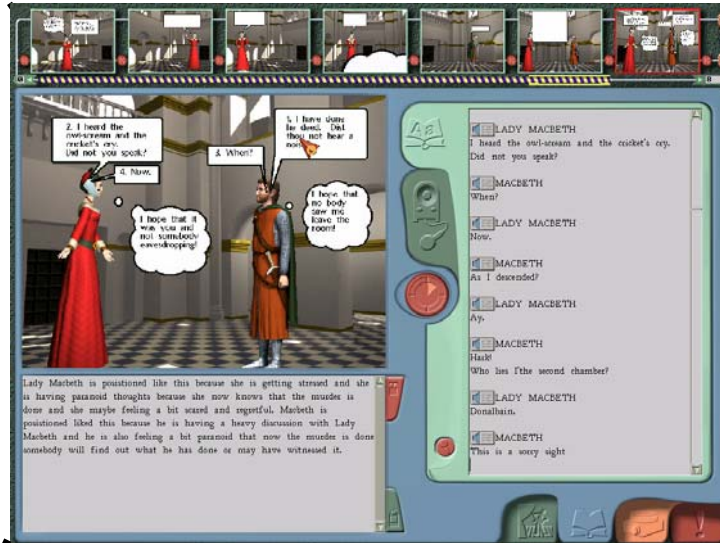 1. I have done
he deed. Dist
thou not hear a
nois
2. I heard the
owl-scream and the
cricket's cry.
Did not you speak?
3. When?
4. Now.
I hope that it
was you and
not somebody
eavesdropping!
I hope that
no body
saw me
leave the
room!
Lady Macbeth is posistioned like this because she is getting stressed and she
is having paranoid thoughts because she now knows that the murder is
done and she maybe feeling a bit scared and regretful. Macbeth is
posistioned liked this because he is having a heavy discussion with Lady
Macbeth and he is also feeling a bit paranoid that now the murder is done
somebody will find out what he has done or may have witnessed it.
Aa
LADY MACBETH
I heard the owl-scream and the cricket's cry.
Did not you speak?
MACBETH
When?
LADY MACBETH
Now.
MACBETH
As I descended?
LADY MACBETH
Ay.
MACBETH
Hark!
Who lies I'the second chamber?
LADY MACBETH
Donalbain.
MACBETH
This is a sorry sight